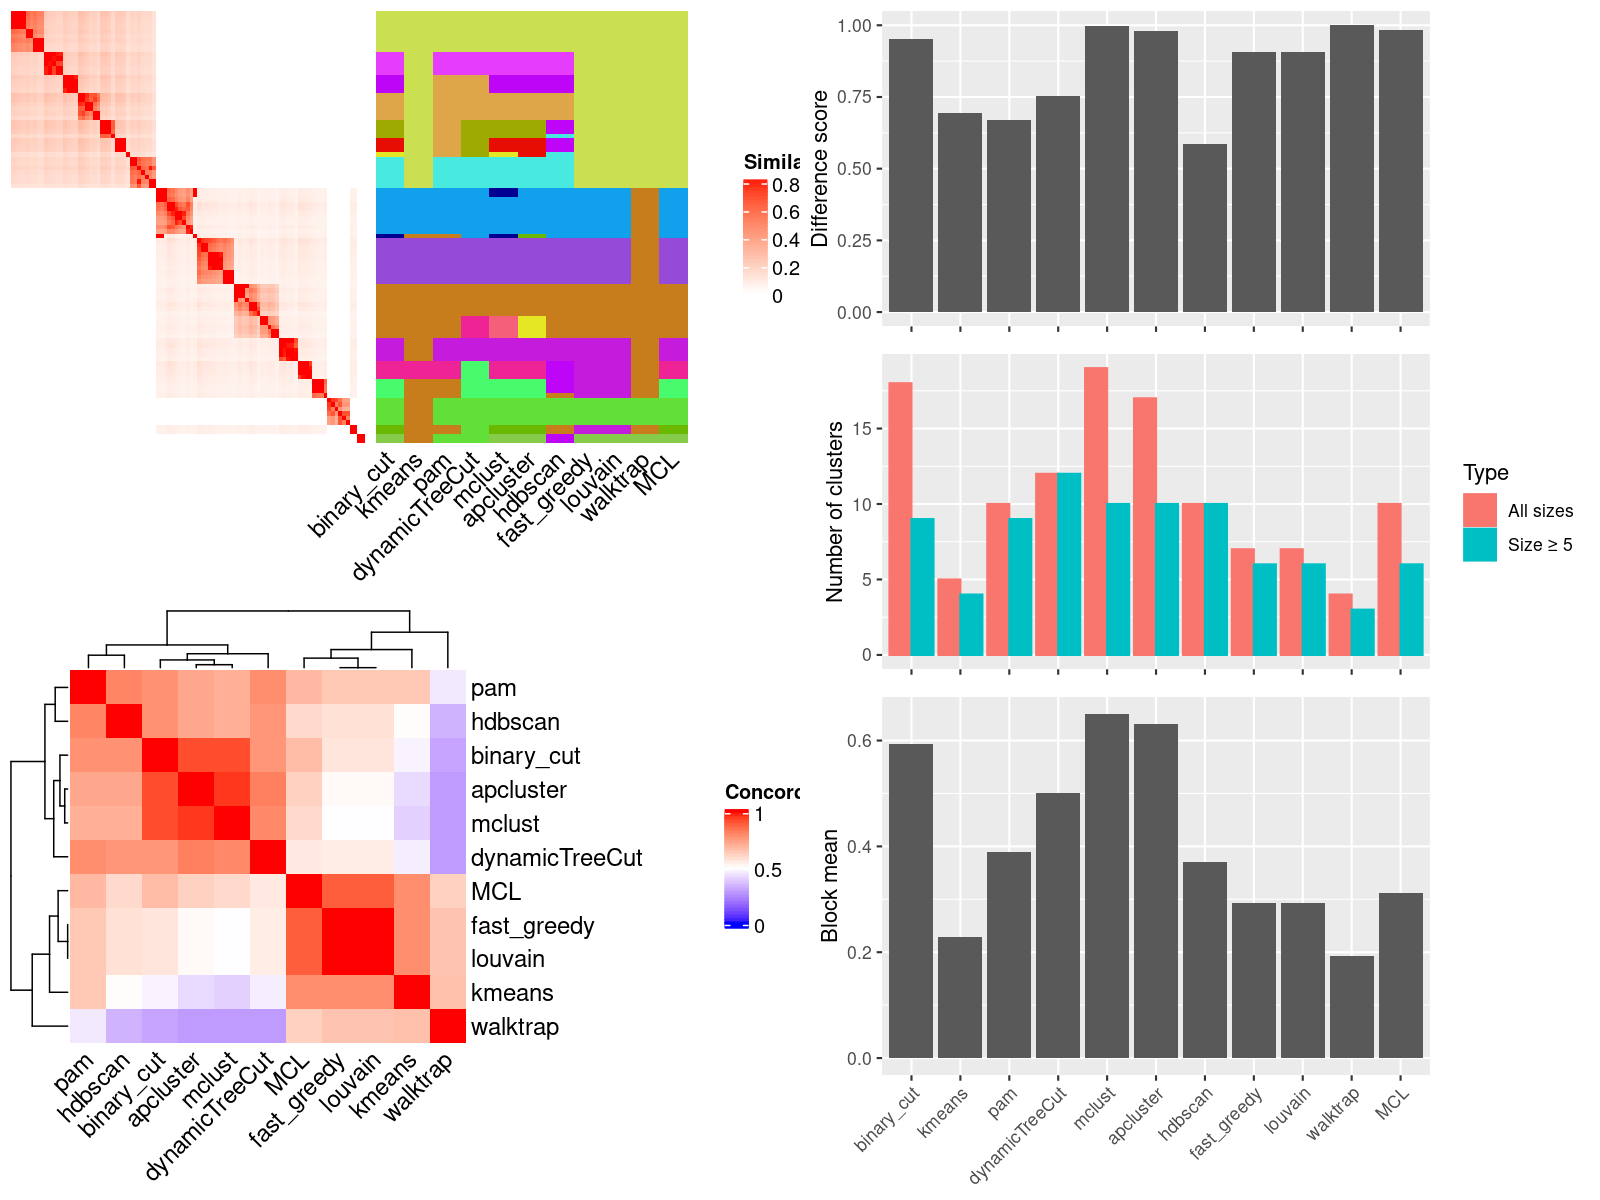 Simila
0.8
0.6
0.4
0.2
0
binary_cut
kmeans
pam
dynamicTreeCut
mclust
apcluster
hdbscan
fast_greedy
louvain
walktrap
MCL
pam
hdbscan
binary_cut
apcluster
mclust
dynamicTreeCut
MCL
fast_greedy
louvain
kmeans
walktrap
pam
hdbscan
binary_cut
apcluster
mclust
dynamicTreeCut
MCL
fast_greedy
louvain
kmeans
walktrap
Concord
1
0.5
0
Difference score
1.00
0.75
0.50
0.25
0.00
Number of clusters
15
10
5
0
Type
All sizes
Size ≥ 5
Block mean
0.6
0.4
0.2
0.0
binary_cut
kmeans
pam
dynamicTreeCut
mclust
apcluster
hdbscan
fast_greedy
louvain
walktrap
MCL